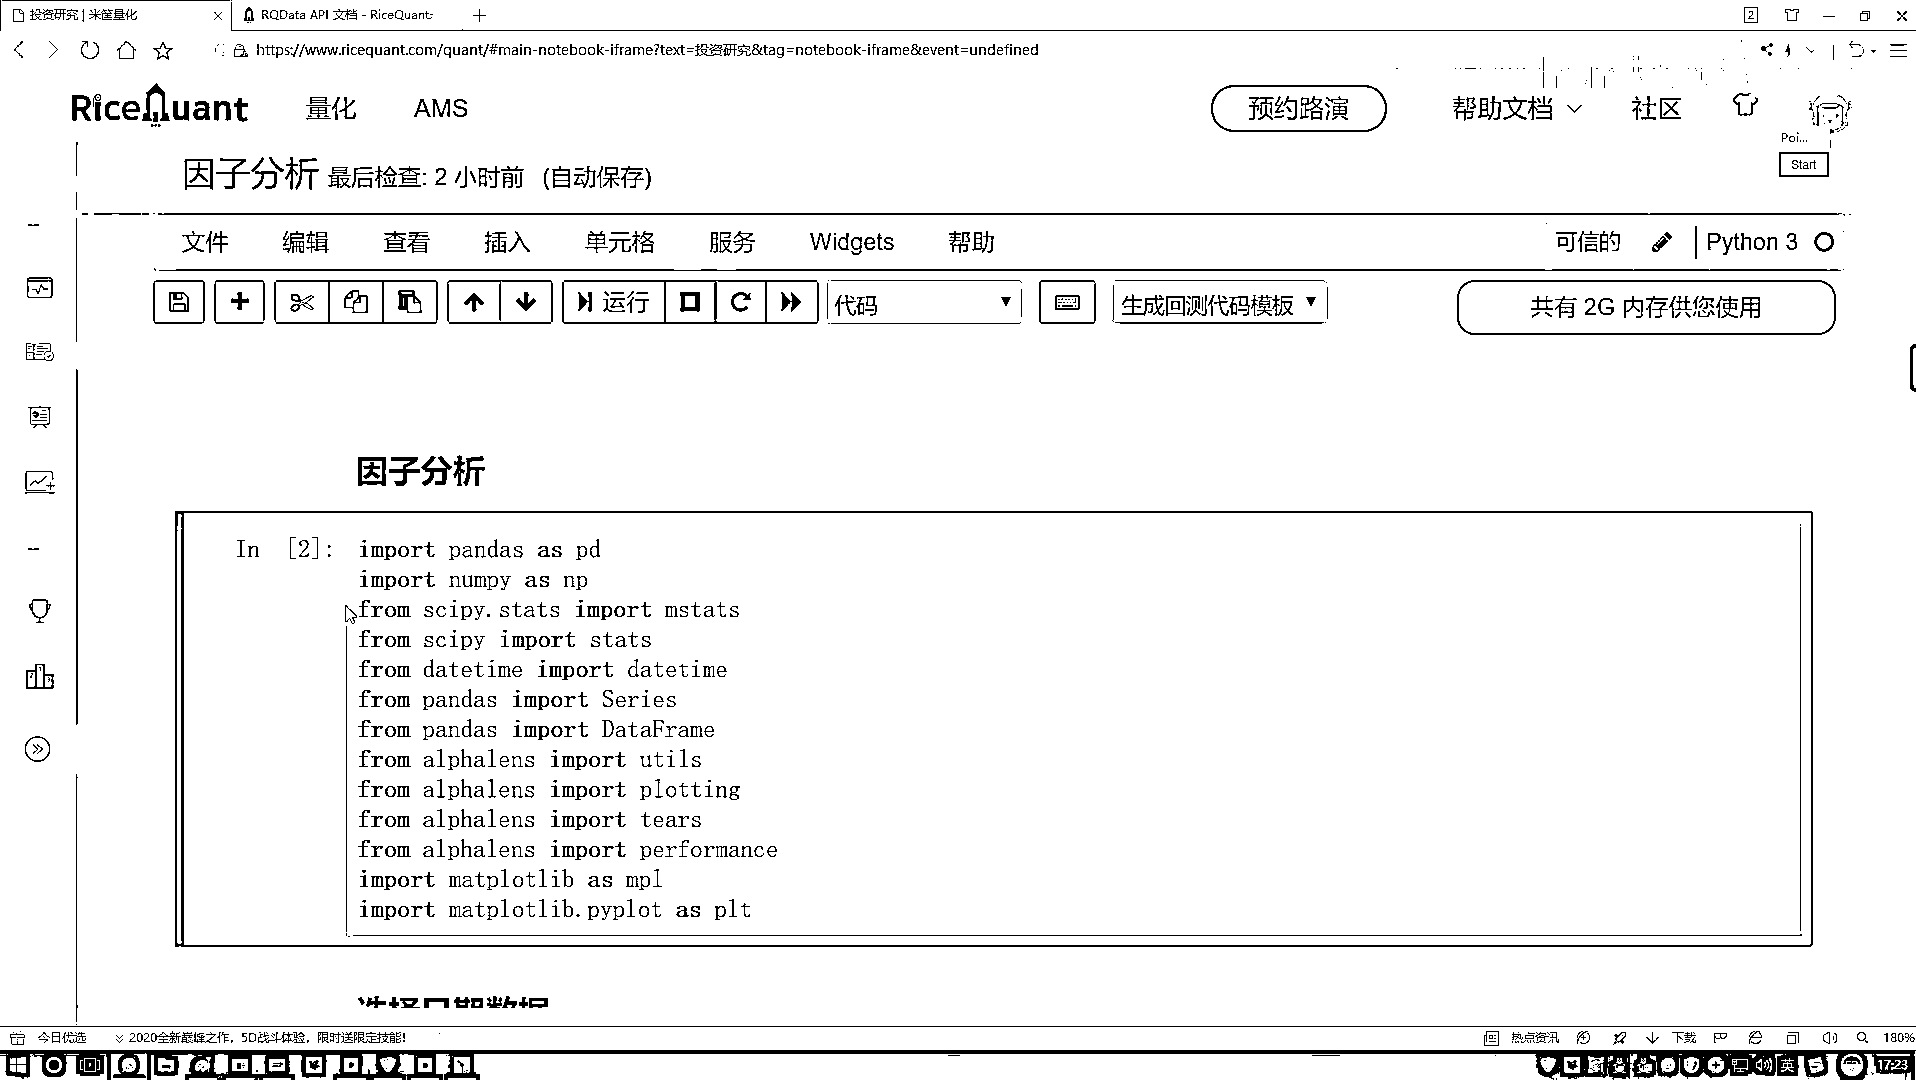 投资研究 | 米筐量化
RQData API 文档 - RiceQuant-
https://www.ricequant.com/quant/#main-notebook-iframe?text=投资研究&tag=notebook-iframe&event=undefined
RiceQuant 量化 AMS 预约路演 帮助文档 社区
Poi...
Start
因子分析 最后检查: 2 小时前 (自动保存)
文件 编辑 查看 插入 单元格 服务 Widgets 帮助 可信的 Python 3
运行 代码 生成回测代码模板 共有 2G 内存供您使用
因子分析
In [2]: import pandas as pd
import numpy as np
from scipy.stats import mstats
from scipy import stats
from datetime import datetime
from pandas import Series
from pandas import DataFrame
from alphalens import utils
from alphalens import plotting
from alphalens import tears
from alphalens import performance
import matplotlib as mpl
import matplotlib.pyplot as plt
今日优选 2020全新巅峰之作，5D战斗体验，限时送限定技能! 热点资讯 下载 180%
英 17:23